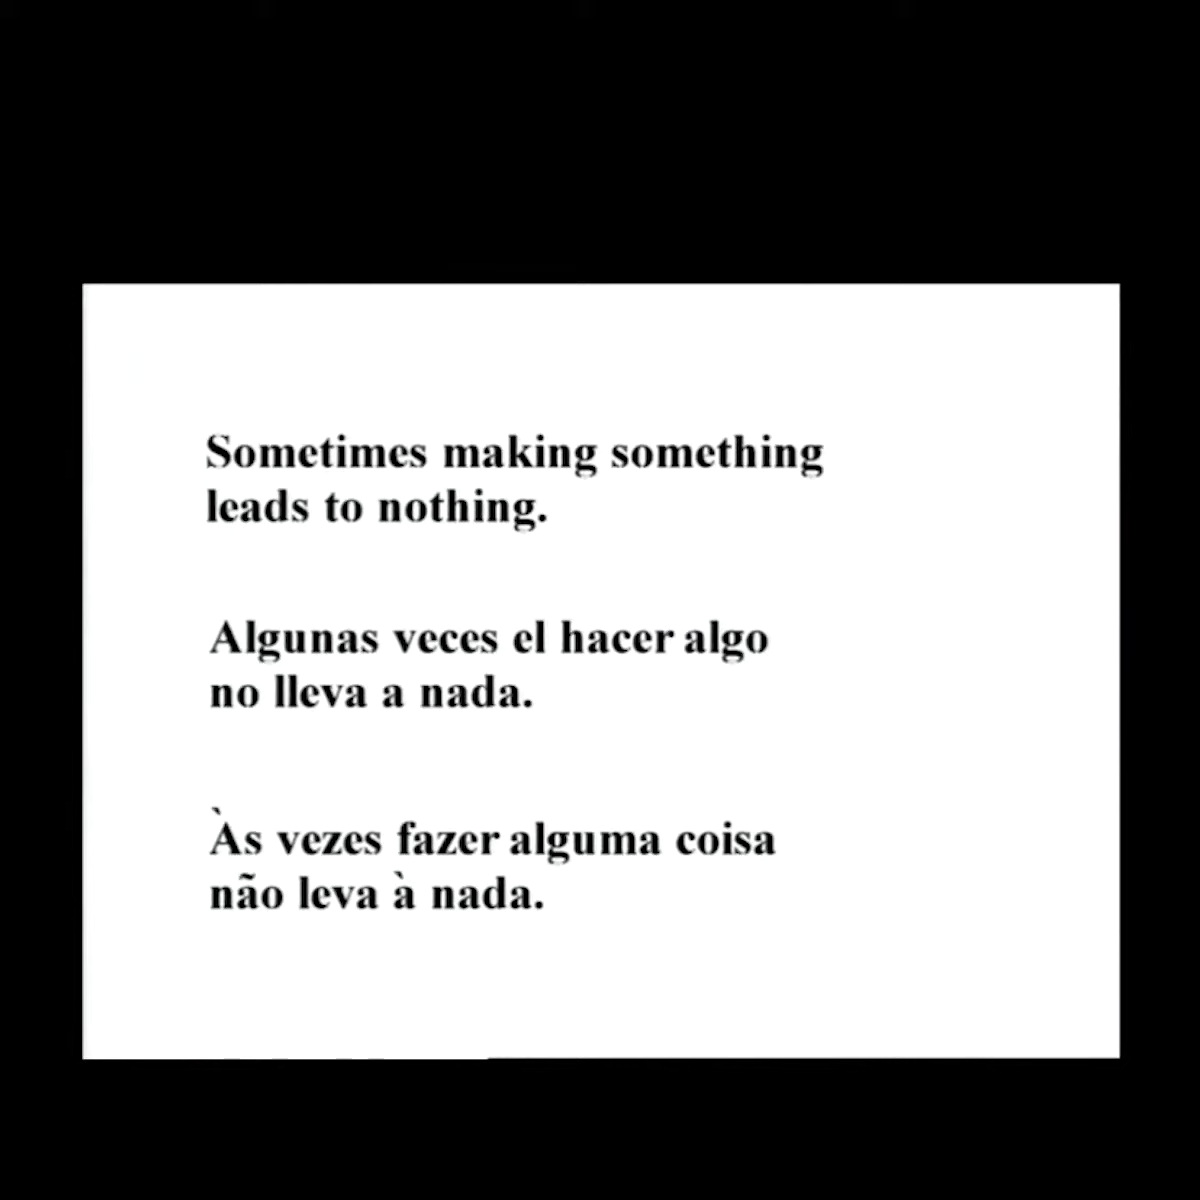 Sometimes making something
leads to nothing.
Algunas veces el hacer algo
no lleva a nada.
Às vezes fazer alguma coisa
não leva à nada.